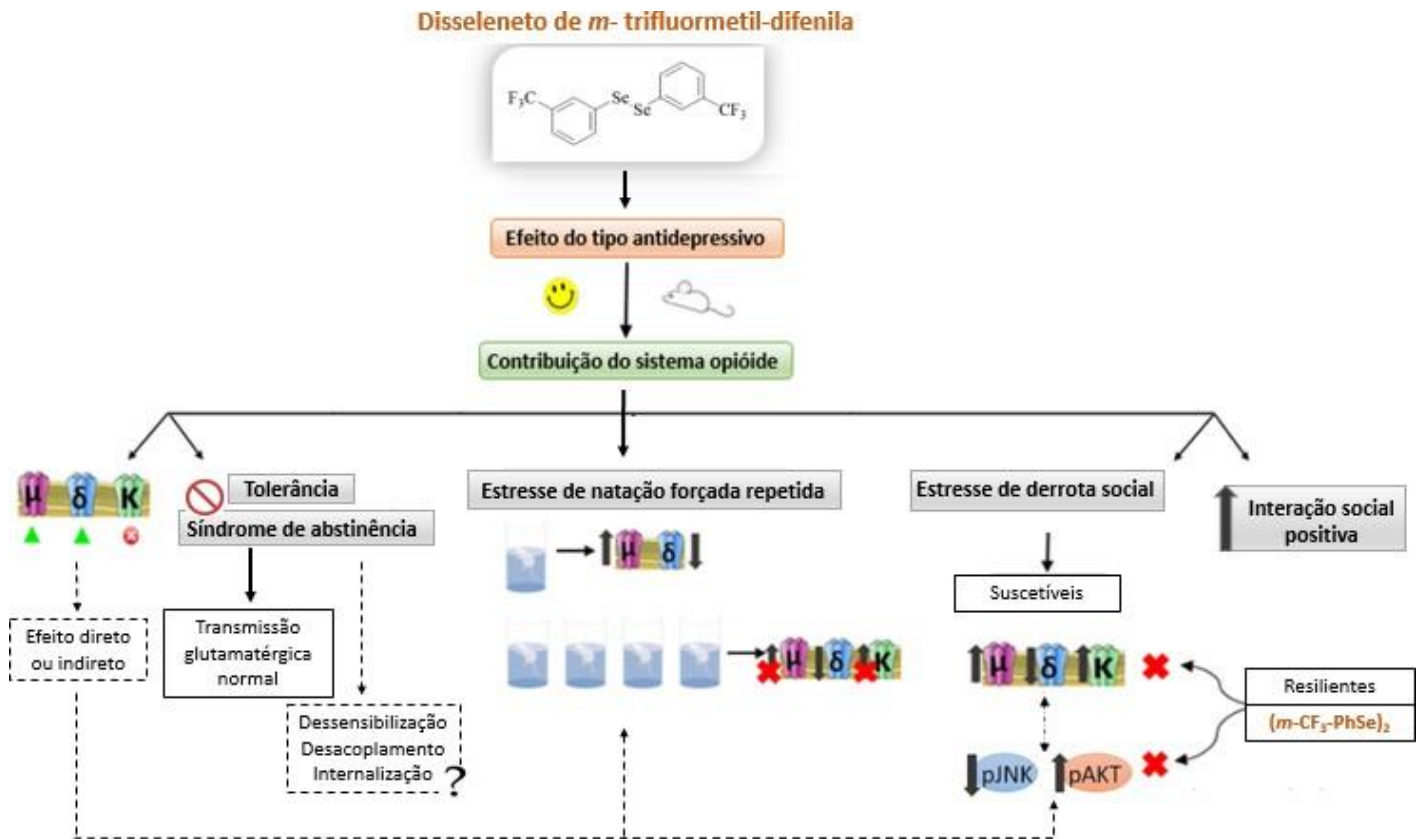 Disseleneto de m- trifluormetil-difenila
F₃C
Se
Se
CF₃
Efeito do tipo antidepressivo
Contribuição do sistema opióide
μ δ K
Tolerância
Síndrome de abstinência
Efeito direto
ou indireto
Transmissão
glutamatérgica
normal
Dessensibilização
Desacoplamento
Internalização ?
Estresse de natação forçada repetida
μ δ
μ δ K
Estresse de derrota social
Suscetíveis
μ δ K
pJNK pAKT
Interação social
positiva
Resilientes
(m-CF₃-PhSe)₂